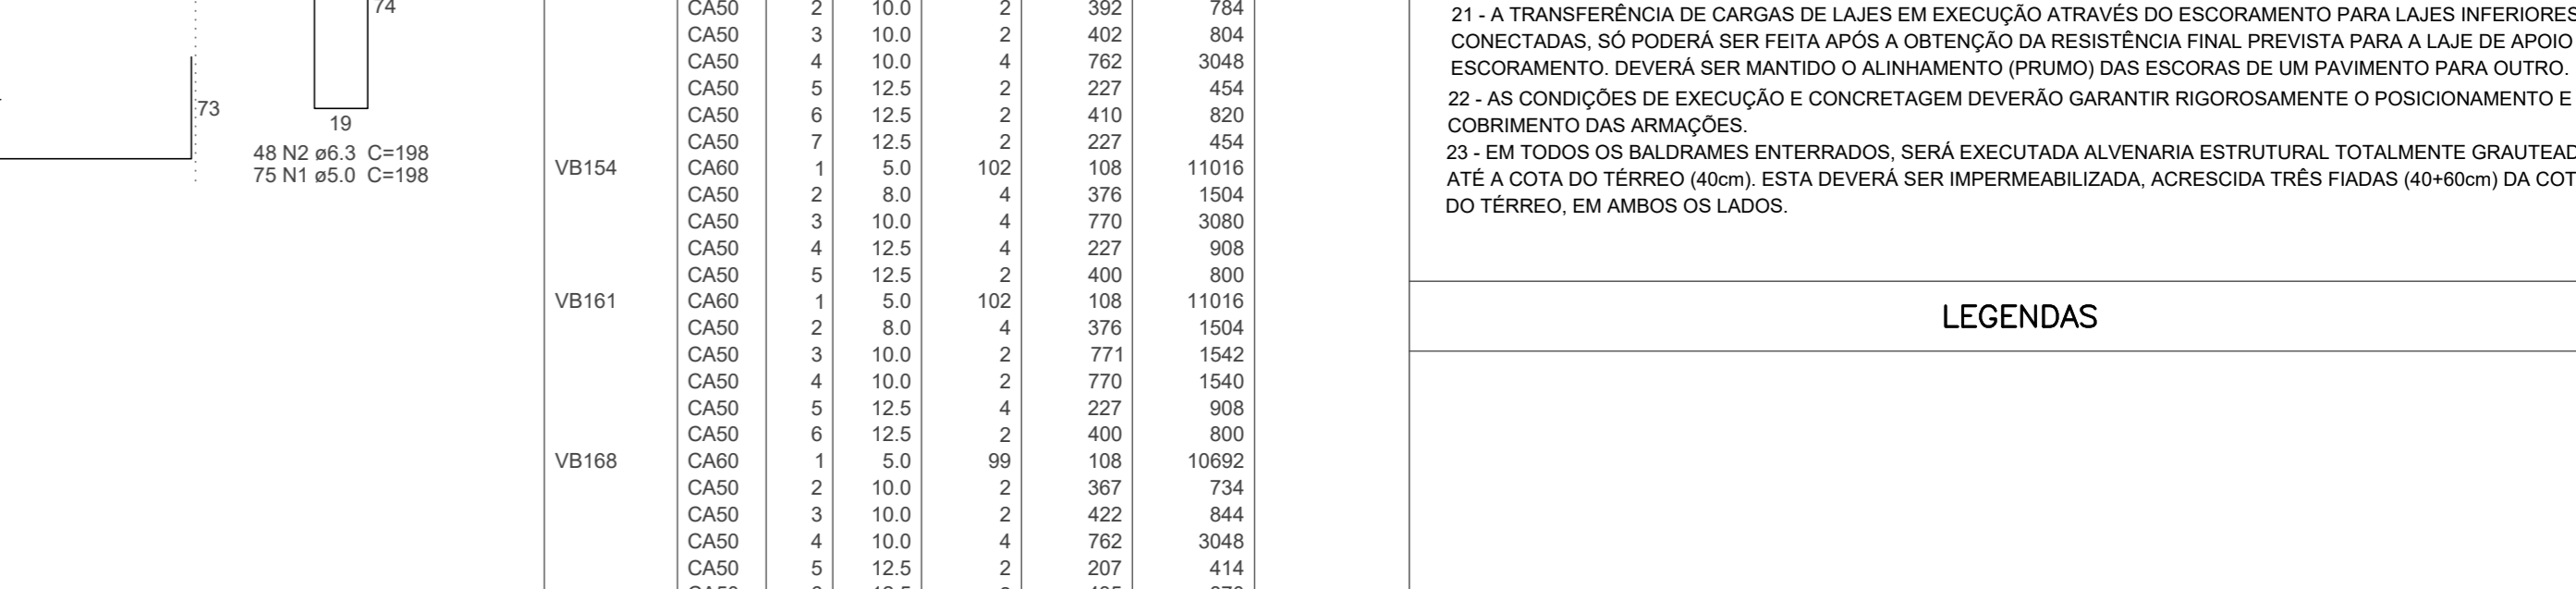 74
73
19
48 N2 ø6.3 C=198
75 N1 ø5.0 C=198
CA50 2 10.0 2 392 784
CA50 3 10.0 2 402 804
CA50 4 10.0 4 762 3048
CA50 5 12.5 2 227 454
CA50 6 12.5 2 410 820
CA50 7 12.5 2 227 454
VB154 CA60 1 5.0 102 108 11016
CA50 2 8.0 4 376 1504
CA50 3 10.0 4 770 3080
CA50 4 12.5 4 227 908
CA50 5 12.5 2 400 800
VB161 CA60 1 5.0 102 108 11016
CA50 2 8.0 4 376 1504
CA50 3 10.0 2 771 1542
CA50 4 10.0 2 770 1540
CA50 5 12.5 4 227 908
CA50 6 12.5 2 400 800
VB168 CA60 1 5.0 99 108 10692
CA50 2 10.0 2 367 734
CA50 3 10.0 2 422 844
CA50 4 10.0 4 762 3048
CA50 5 12.5 2 207 414
21 - A TRANSFERÊNCIA DE CARGAS DE LAJES EM EXECUÇÃO ATRAVÉS DO ESCORAMENTO PARA LAJES INFERIORES
CONECTADAS, SÓ PODERÁ SER FEITA APÓS A OBTENÇÃO DA RESISTÊNCIA FINAL PREVISTA PARA A LAJE DE APOIO
ESCORAMENTO. DEVERÁ SER MANTIDO O ALINHAMENTO (PRUMO) DAS ESCORAS DE UM PAVIMENTO PARA OUTRO.
22 - AS CONDIÇÕES DE EXECUÇÃO E CONCRETAGEM DEVERÃO GARANTIR RIGOROSAMENTE O POSICIONAMENTO E
COBRIMENTO DAS ARMAÇÕES.
23 - EM TODOS OS BALDRAMES ENTERRADOS, SERÁ EXECUTADA ALVENARIA ESTRUTURAL TOTALMENTE GRAUTEAD
ATÉ A COTA DO TÉRREO (40cm). ESTA DEVERÁ SER IMPERMEABILIZADA, ACRESCIDA TRÊS FIADAS (40+60cm) DA COT
DO TÉRREO, EM AMBOS OS LADOS.
LEGENDAS